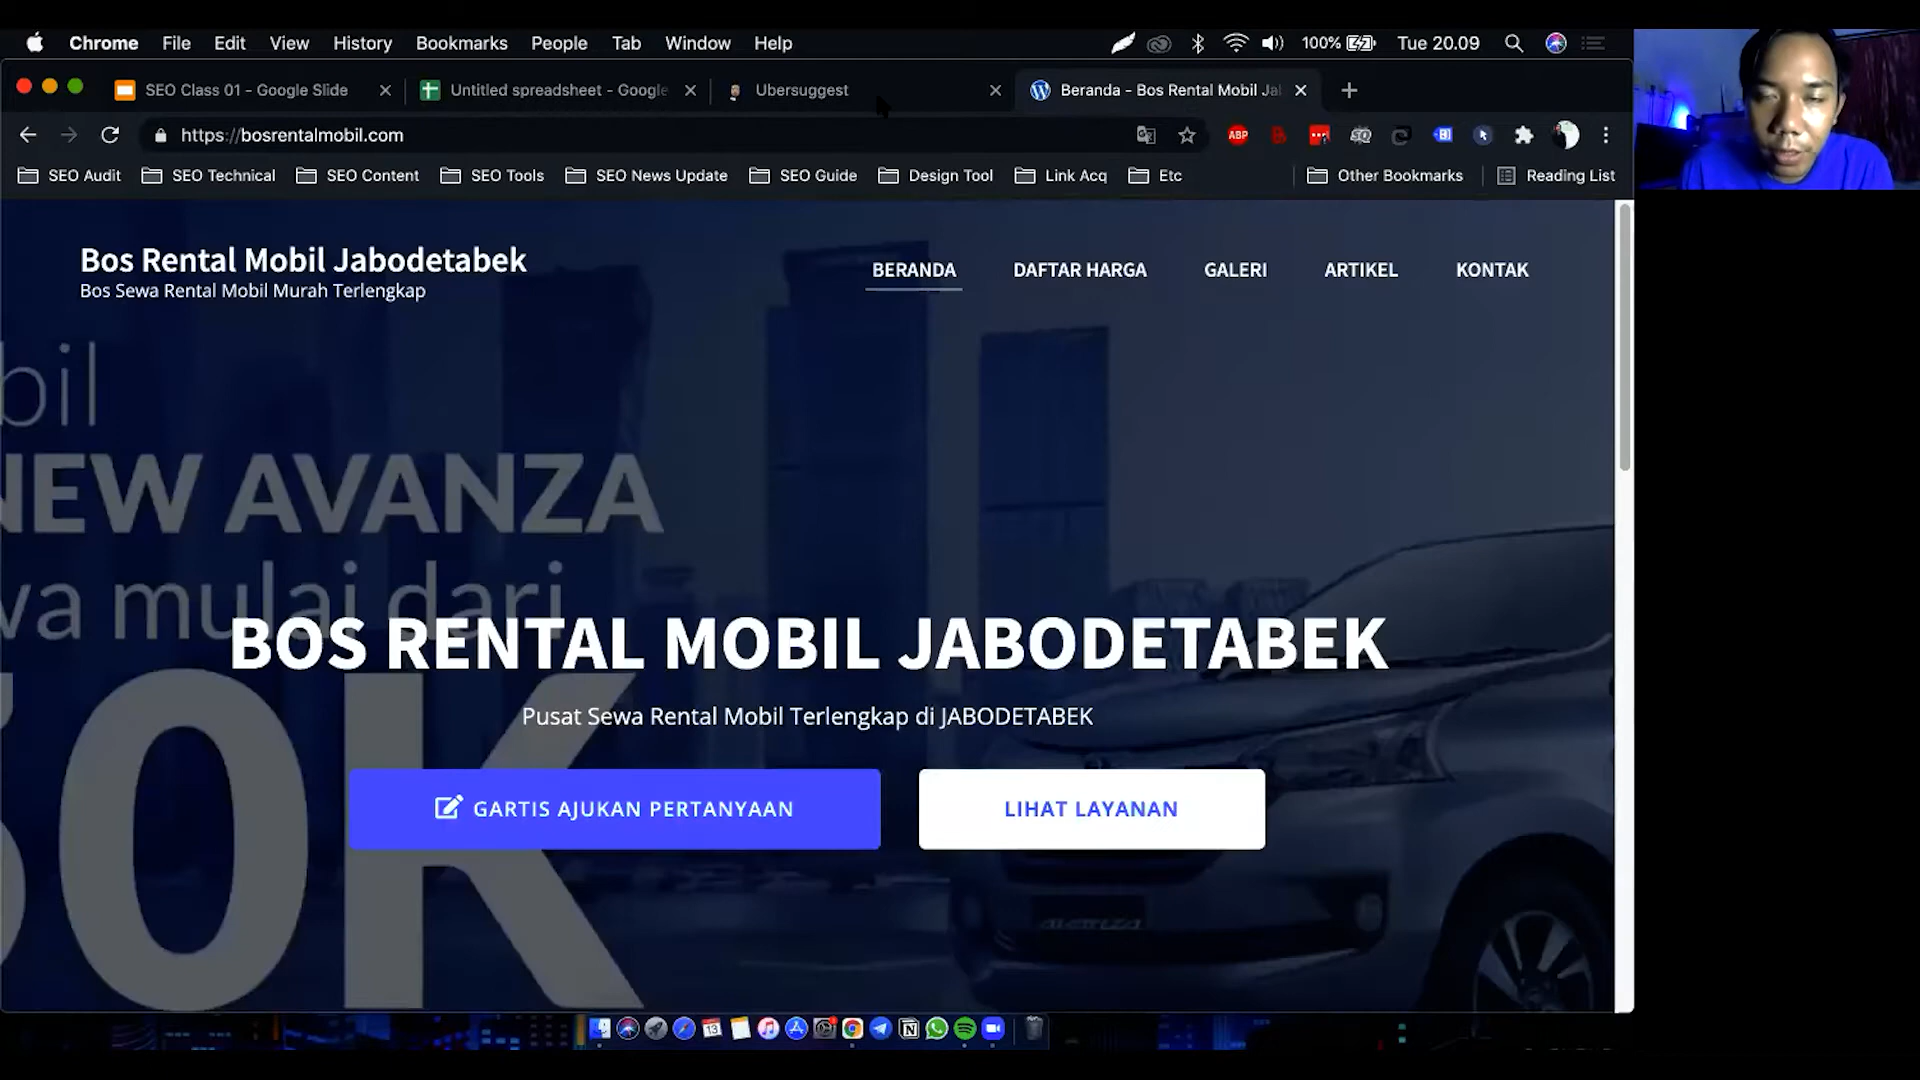 Chrome File Edit View History Bookmarks People Tab Window Help 100% Tue 20.09
SEO Class 01 - Google Slide Untitled spreadsheet - Google Ubersuggest Beranda - Bos Rental Mobil Ja
https://bosrentalmobil.com ABP
SEO Audit SEO Technical SEO Content SEO Tools SEO News Update SEO Guide Design Tool Link Acq Etc Other Bookmarks Reading List
Bos Rental Mobil Jabodetabek
Bos Sewa Rental Mobil Murah Terlengkap
BERANDA DAFTAR HARGA GALERI ARTIKEL KONTAK
bil
NEW AVANZA
wa mulai dari
BOS RENTAL MOBIL JABODETABEK
Pusat Sewa Rental Mobil Terlengkap di JABODETABEK
0K
GARTIS AJUKAN PERTANYAAN LIHAT LAYANAN
13